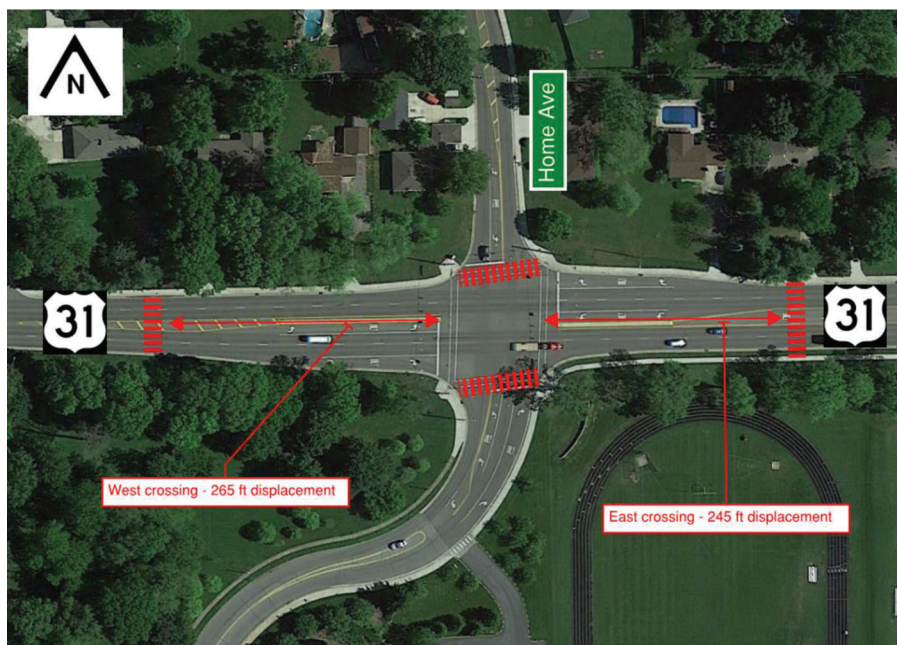 N
Home Ave
31
31
West crossing - 265 ft displacement
East crossing - 245 ft displacement